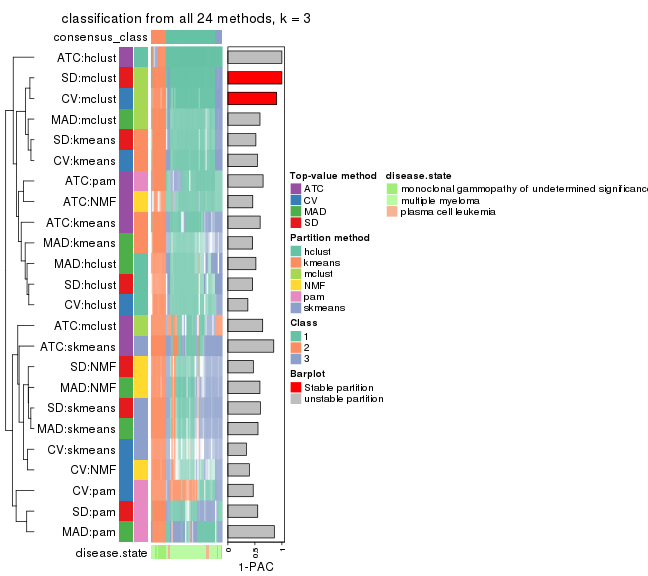 classification from all 24 methods, k = 3
consensus_class
ATC:hclust
SD:mclust
CV:mclust
MAD:mclust
SD:kmeans
CV:kmeans
ATC:pam
ATC:NMF
ATC:kmeans
MAD:kmeans
MAD:hclust
SD:hclust
CV:hclust
ATC:mclust
ATC:skmeans
SD:NMF
MAD:NMF
SD:skmeans
MAD:skmeans
CV:skmeans
CV:NMF
CV:pam
SD:pam
MAD:pam
disease.state
0
0.5
1
1-PAC
Top-value method
ATC
CV
MAD
SD
Partition method
hclust
kmeans
mclust
NMF
pam
skmeans
Class
1
2
3
Barplot
Stable partition
unstable partition
disease.state
monoclonal gammopathy of undetermined significance
multiple myeloma
plasma cell leukemia